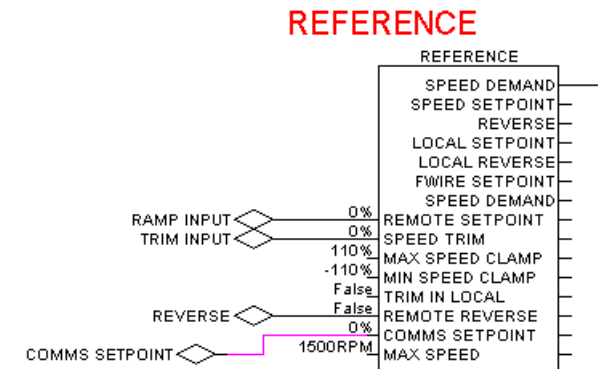 REFERENCE
REFERENCE
SPEED DEMAND
SPEED SETPOINT
REVERSE
LOCAL SETPOINT
LOCAL REVERSE
FWIRE SETPOINT
SPEED DEMAND
RAMP INPUT 0% REMOTE SETPOINT
TRIM INPUT 0% SPEED TRIM
110% MAX SPEED CLAMP
-110% MIN SPEED CLAMP
False TRIM IN LOCAL
REVERSE False REMOTE REVERSE
0% COMMS SETPOINT
COMMS SETPOINT 1500RPM MAX SPEED